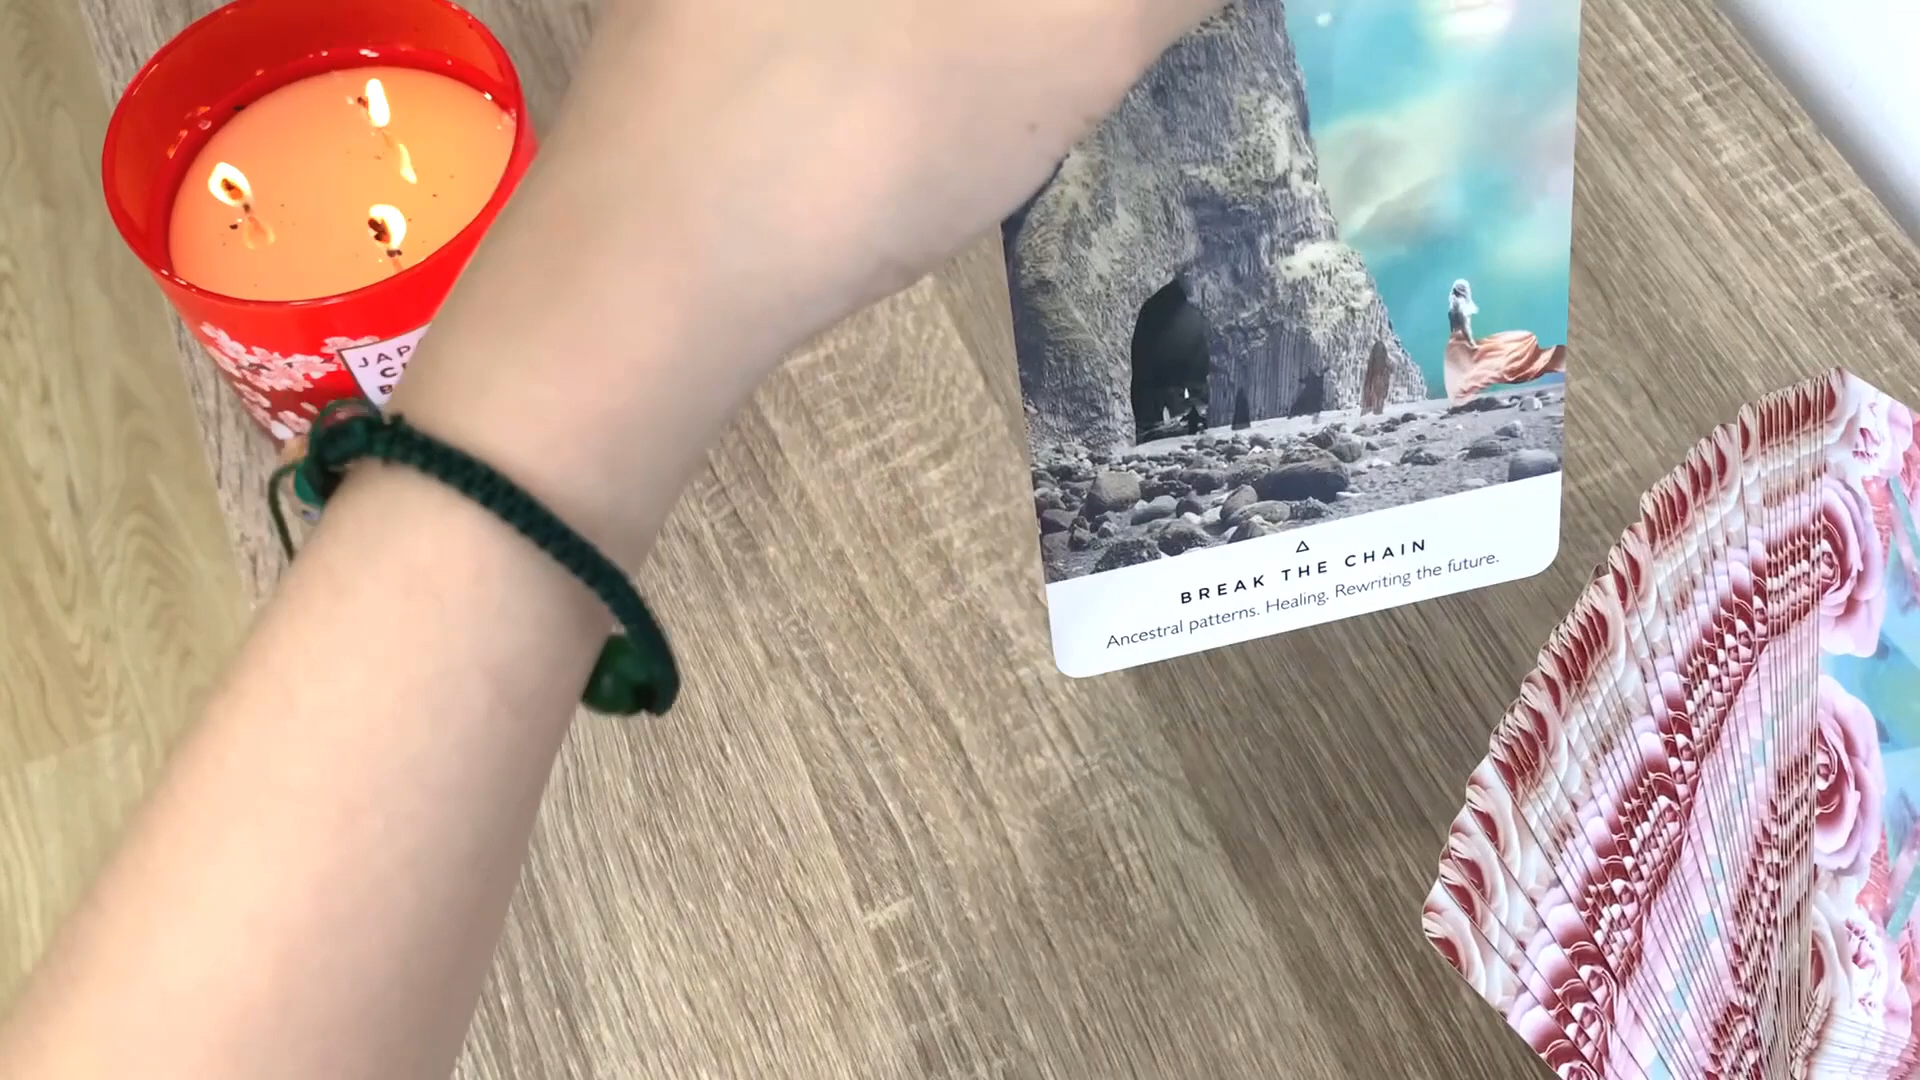 BREAK THE CHAIN
Ancestral patterns. Healing. Rewriting the future.